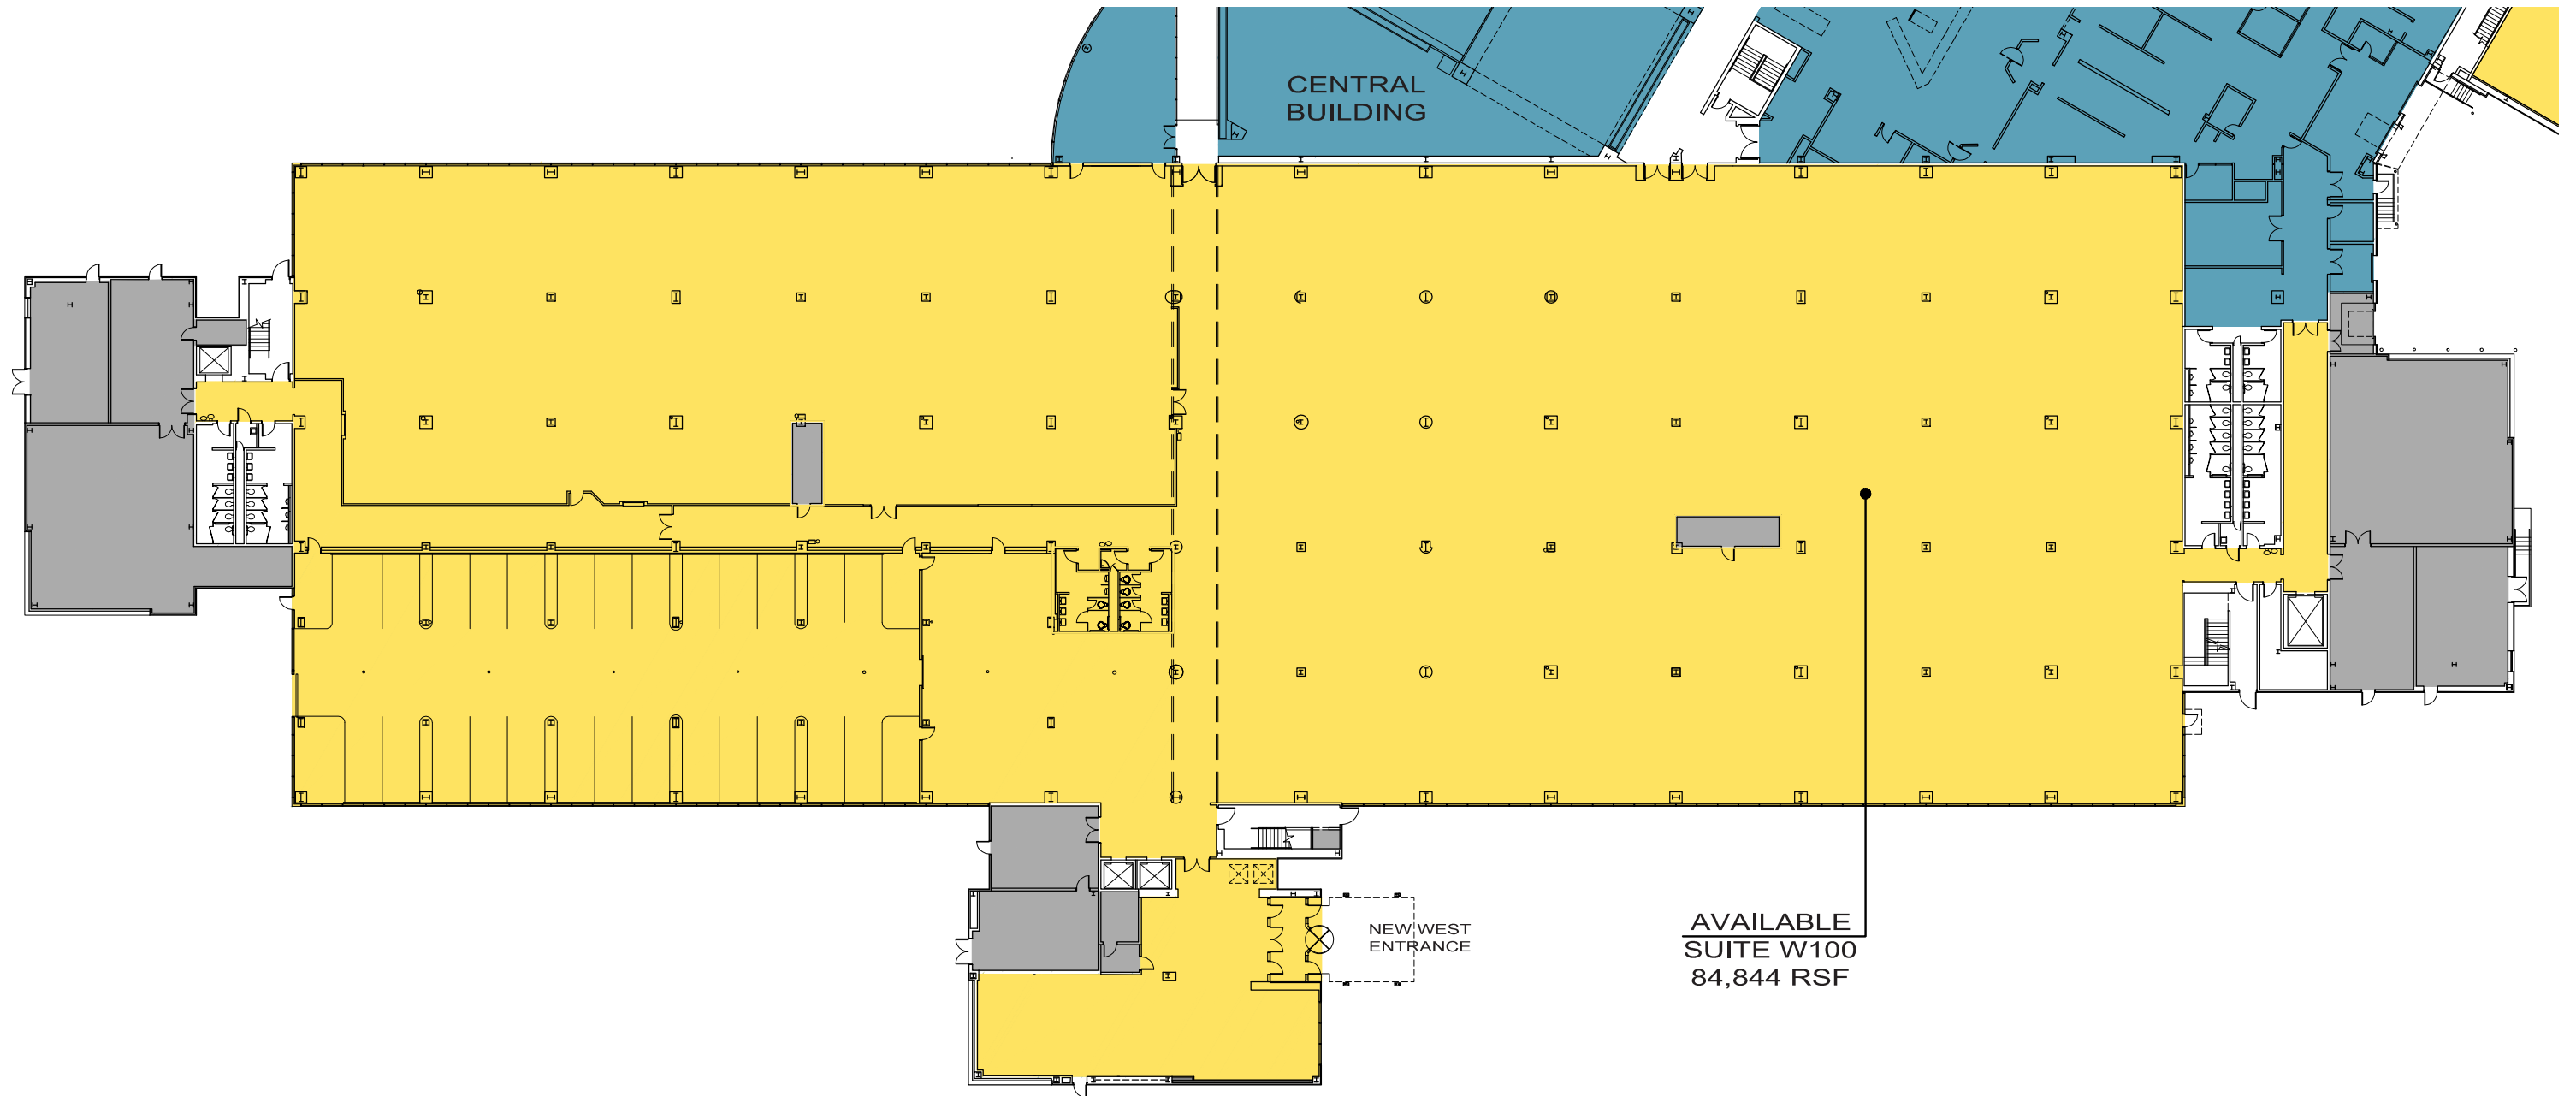 CENTRAL
BUILDING
NEW WEST
ENTRANCE
AVAILABLE
SUITE W100
84,844 RSF